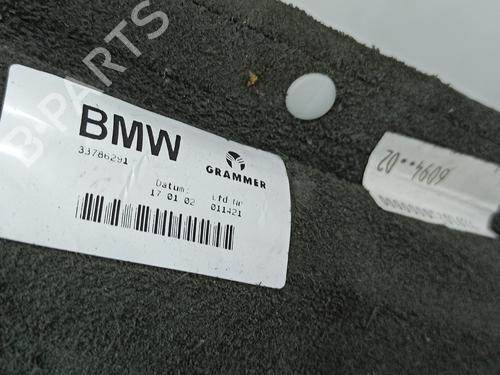 BMW
GRAMMER
33786291
Datum: Lfd Nr
17 01 02 011421
6094..02
B-PARTS